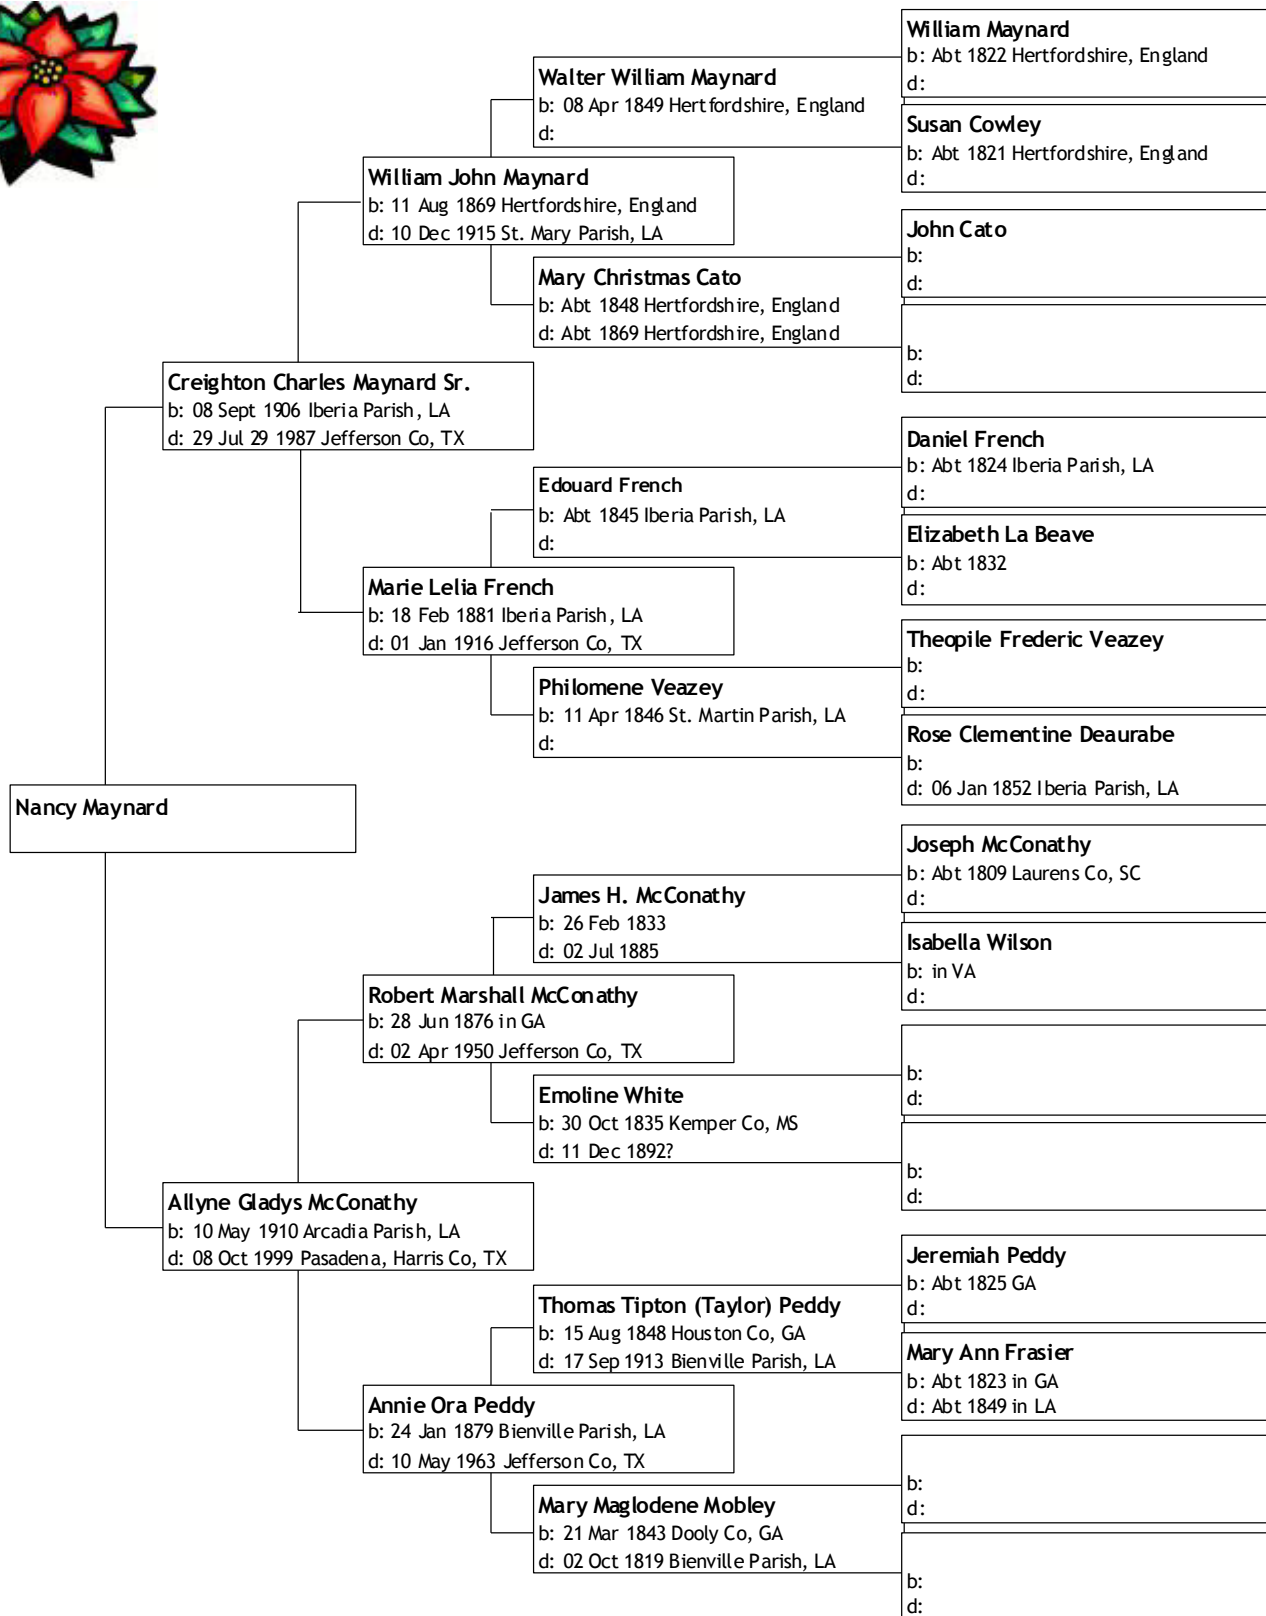 William Maynard
b: Abt 1822 Hertfordshire, England
d:
Walter William Maynard
b: 08 Apr 1849 Hertfordshire, England
d:
Susan Cowley
b: Abt 1821 Hertfordshire, England
d:
William John Maynard
b: 11 Aug 1869 Hertfordshire, England
d: 10 Dec 1915 St. Mary Parish, LA
John Cato
b:
d:
Mary Christmas Cato
b: Abt 1848 Hertfordshire, England
d: Abt 1869 Hertfordshire, England
b:
d:
Creighton Charles Maynard Sr.
b: 08 Sept 1906 Iberia Parish, LA
d: 29 Jul 29 1987 Jefferson Co, TX
Daniel French
b: Abt 1824 Iberia Parish, LA
d:
Edouard French
b: Abt 1845 Iberia Parish, LA
d:
Elizabeth La Beave
b: Abt 1832
d:
Marie Lelia French
b: 18 Feb 1881 Iberia Parish, LA
d: 01 Jan 1916 Jefferson Co, TX
Theopile Frederic Veazey
b:
d:
Philomene Veazey
b: 11 Apr 1846 St. Martin Parish, LA
d:
Rose Clementine Deaurabe
b:
d: 06 Jan 1852 Iberia Parish, LA
Nancy Maynard
Joseph McConathy
b: Abt 1809 Laurens Co, SC
d:
James H. McConathy
b: 26 Feb 1833
d: 02 Jul 1885
Isabella Wilson
b: in VA
d:
Robert Marshall McConathy
b: 28 Jun 1876 in GA
d: 02 Apr 1950 Jefferson Co, TX
b:
d:
Emoline White
b: 30 Oct 1835 Kemper Co, MS
d: 11 Dec 1892?
b:
d:
Allyne Gladys McConathy
b: 10 May 1910 Arcadia Parish, LA
d: 08 Oct 1999 Pasadena, Harris Co, TX
Jeremiah Peddy
b: Abt 1825 GA
d:
Thomas Tipton (Taylor) Peddy
b: 15 Aug 1848 Houston Co, GA
d: 17 Sep 1913 Bienville Parish, LA
Mary Ann Frasier
b: Abt 1823 in GA
d: Abt 1849 in LA
Annie Ora Peddy
b: 24 Jan 1879 Bienville Parish, LA
d: 10 May 1963 Jefferson Co, TX
b:
d:
Mary Maglodene Mobley
b: 21 Mar 1843 Dooly Co, GA
d: 02 Oct 1819 Bienville Parish, LA
b:
d: